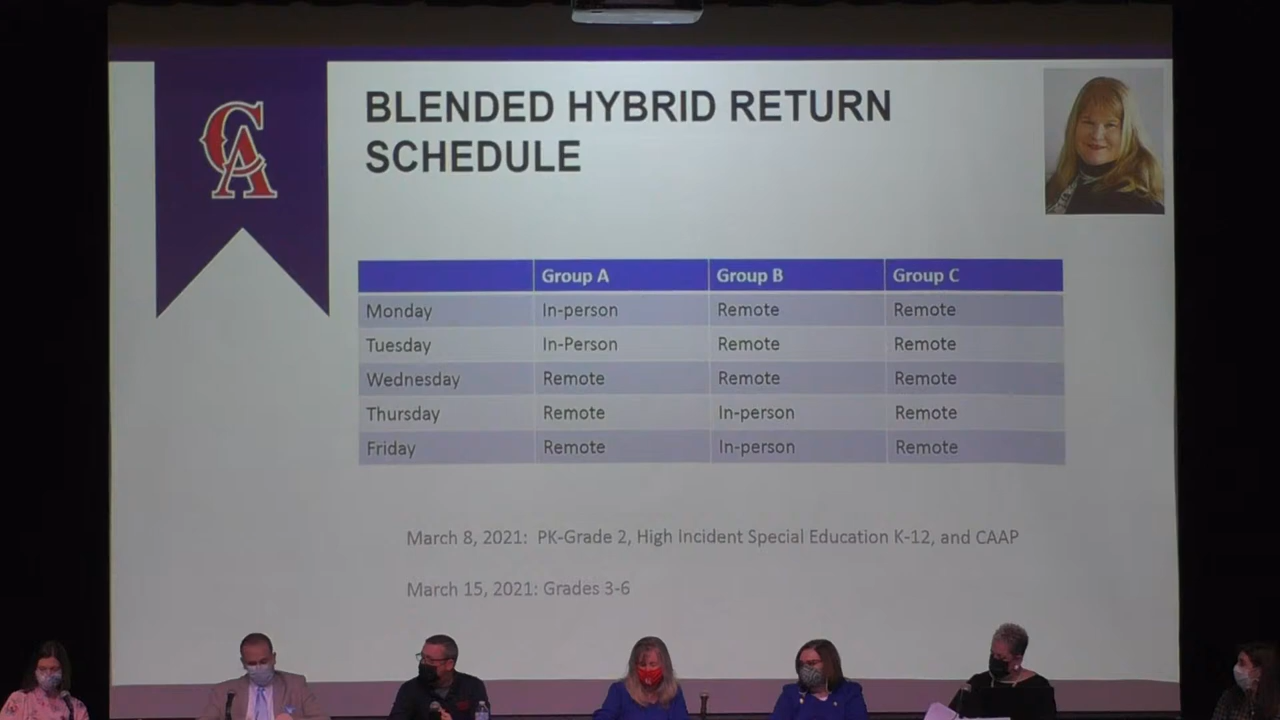 CA
BLENDED HYBRID RETURN
SCHEDULE
Group A Group B Group C
Monday In-person Remote Remote
Tuesday In-Person Remote Remote
Wednesday Remote Remote Remote
Thursday Remote In-person Remote
Friday Remote In-person Remote
March 8, 2021: PK-Grade 2, High Incident Special Education K-12, and CAAP
March 15, 2021: Grades 3-6